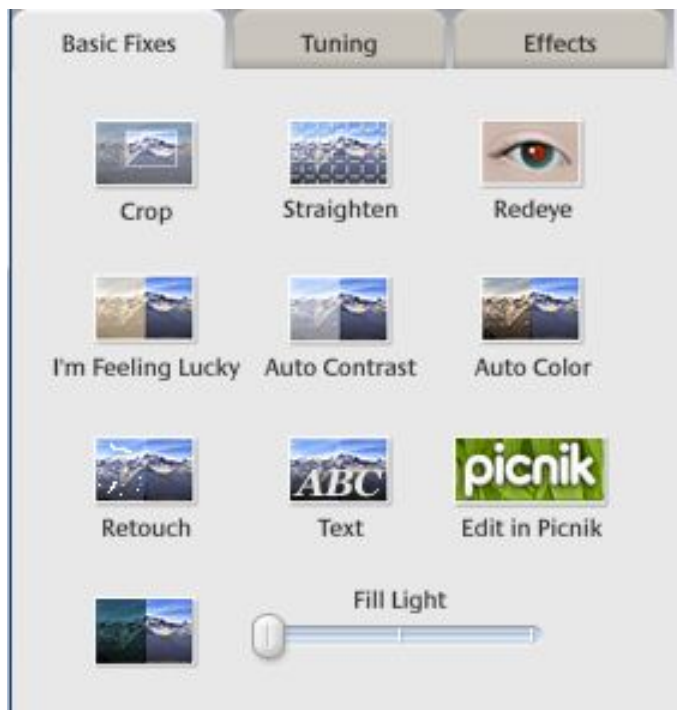 Basic Fixes Tuning Effects
Crop Straighten Redeye
I'm Feeling Lucky Auto Contrast Auto Color
ABC picnik
Retouch Text Edit in Picnik
Fill Light